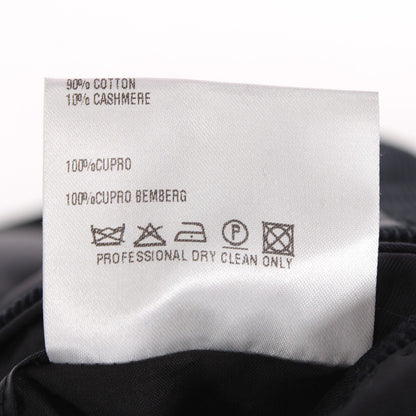 90% COTTON
10% CASHMERE
100%CUPRO
100%CUPRO BEMBERG
P
PROFESSIONAL DRY CLEAN ONLY